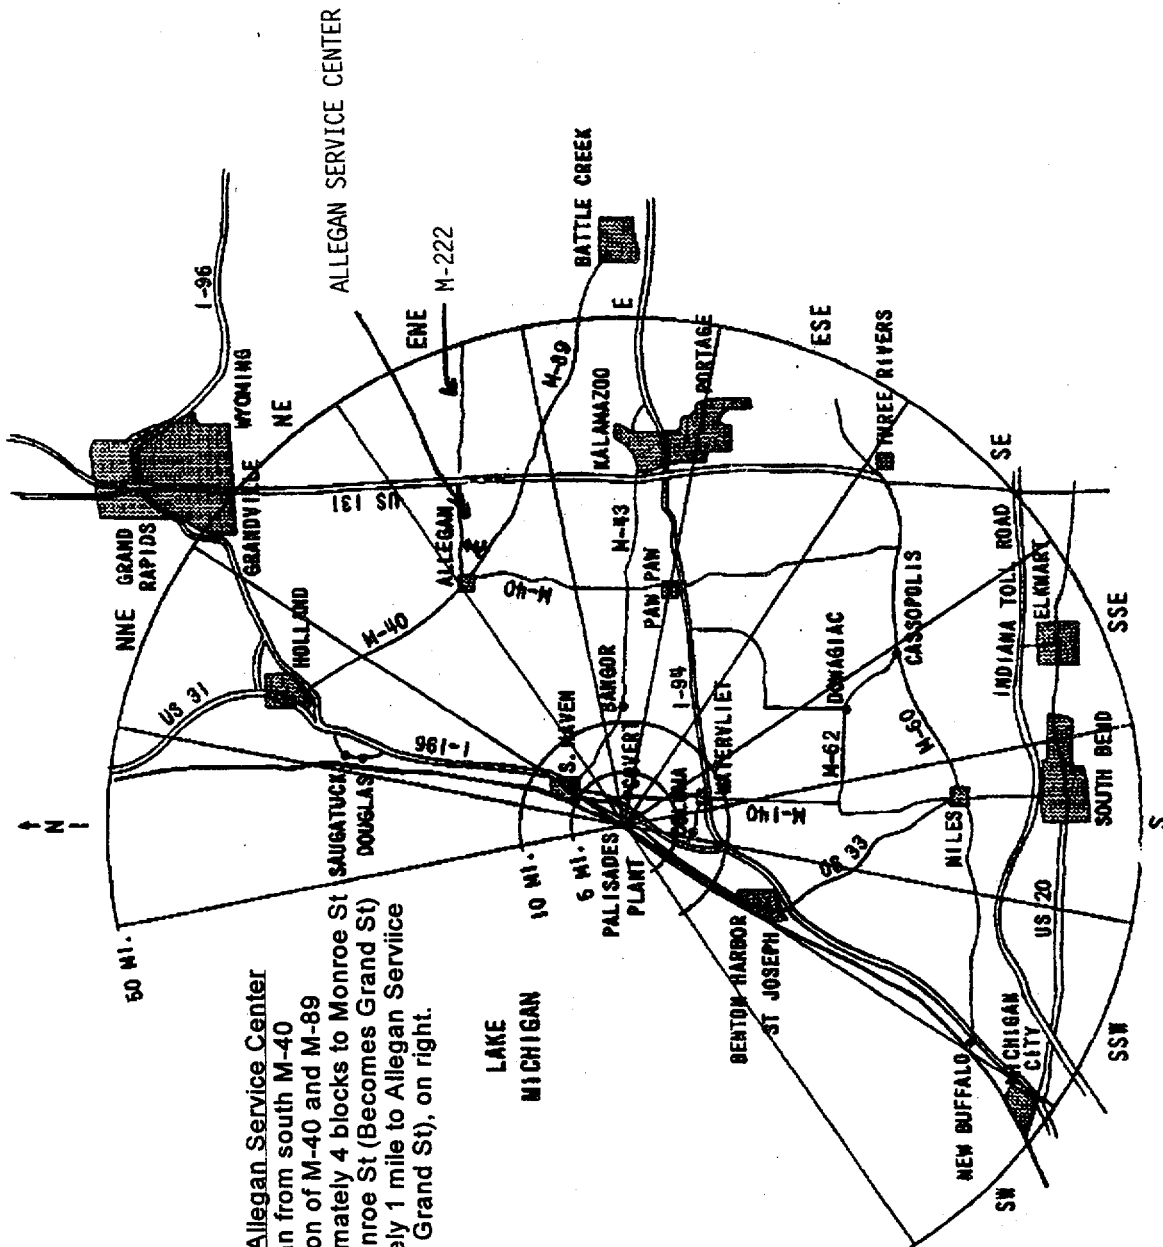 ALLEGAN SERVICE CENTER
I-96
WYOMING
GRAND
RAPIDS
GRANDVILLE
NNE
NE
HOLLAND
US 31
M-40
ALLEGAN
US 131
ENE
M-222
BATTLE CREEK
M-89
E
KALAMAZOO
PORTAGE
M-43
M-40
PAW PAW
BANGOR
I-94
I-196
S. HAVEN
COVERT
WATERVLIET
N
SAUGATUCK
DOUGLAS
50 MI.
10 MI.
5 MI.
PALISADES
PLANT
Allegan Service Center
an from south M-40
on of M-40 and M-89
mately 4 blocks to Monroe St
nroe St (Becomes Grand St)
ely 1 mile to Allegan Serviice
Grand St), on right.
LAKE
MICHIGAN
BENTON HARBOR
ST JOSEPH
M-140
M-62
DOWAGIAC
CASSOPOLIS
M-60
ESE
THREE RIVERS
SE
INDIANA TOLL ROAD
ELKHART
SSE
US 33
NILES
SOUTH BEND
US 20
S
NEW BUFFALO
MICHIGAN
CITY
SSW
SW